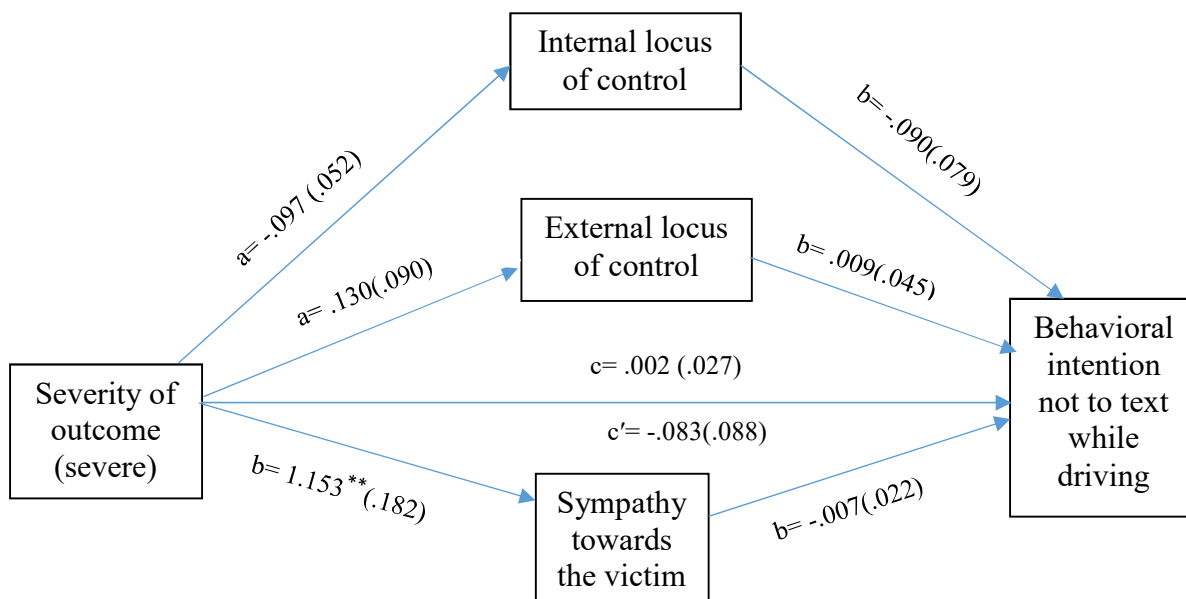 Internal locus
of control
b= -.090(.079)
a= -.097 (.052)
External locus
of control
b= .009(.045)
a= .130(.090)
Behavioral
intention
not to text
while
driving
c= .002 (.027)
Severity of
outcome
(severe)
c′= -.083(.088)
b= 1.153**(.182)
Sympathy
towards
the victim
b= -.007(.022)